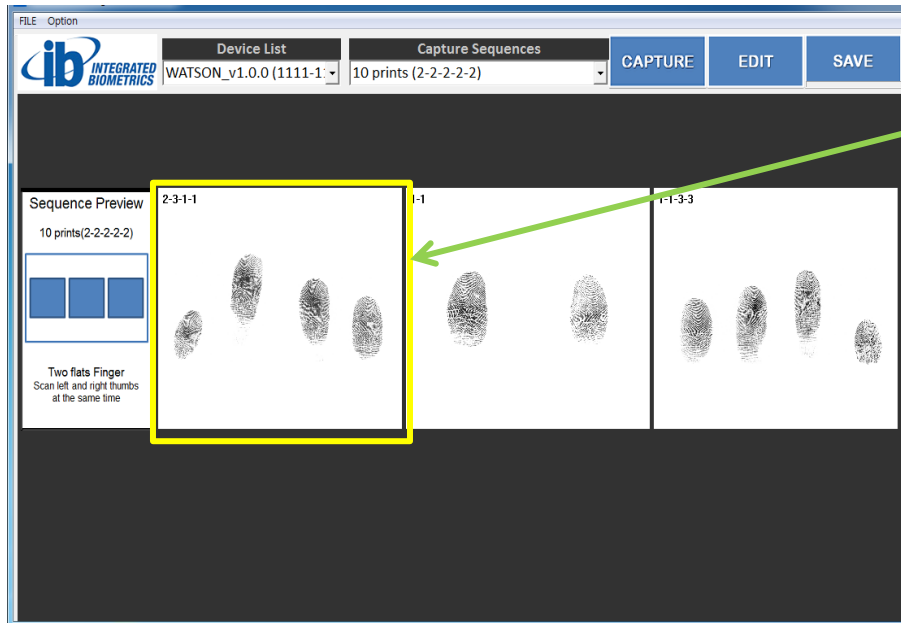 FILE Option
ib INTEGRATED
BIOMETRICS
Device List
WATSON_v1.0.0 (1111-1
Capture Sequences
10 prints (2-2-2-2-2)
CAPTURE
EDIT
SAVE
Sequence Preview
10 prints(2-2-2-2-2)
Two flats Finger
Scan left and right thumbs
at the same time
2-3-1-1
1-1
1-1-3-3